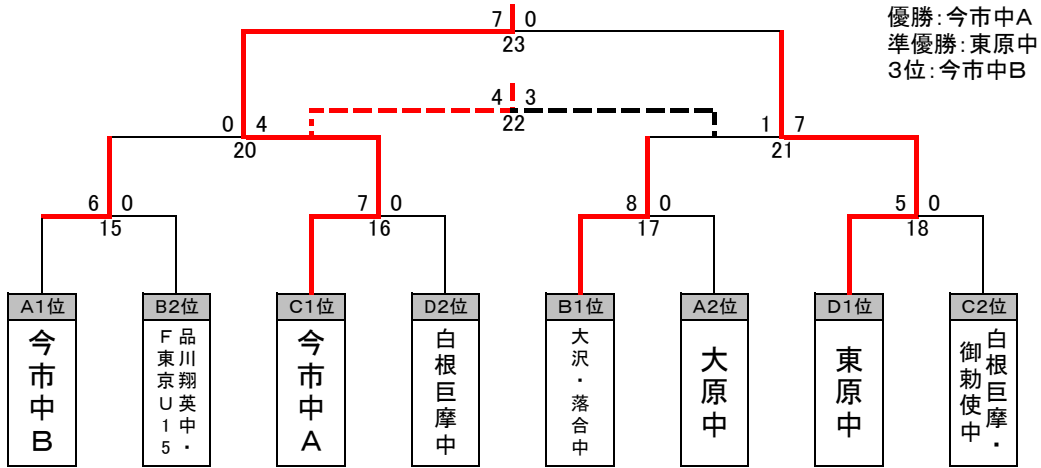 優勝:今市中A
準優勝:東原中
3位:今市中B
7 0
23
4 3
22
0 4
20
1 7
21
6 0
15
7 0
16
8 0
17
5 0
18
A1位
B2位
C1位
D2位
B1位
A2位
D1位
C2位
今市中B
品川翔英中・
F東京U15
今市中A
白根巨摩中
大沢・落合中
大原中
東原中
白根巨摩・
御勅使中